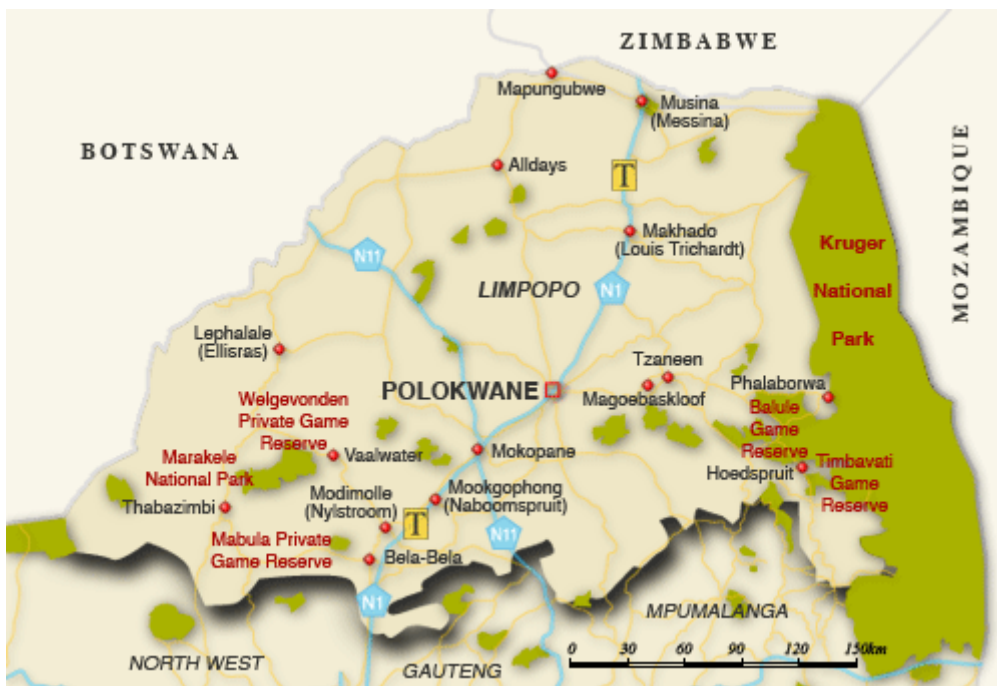 ZIMBABWE
Mapungubwe
Musina
(Messina)
BOTSWANA
MOZAMBIQUE
Alldays
T
Makhado
(Louis Trichardt)
Kruger
National
Park
N11
LIMPOPO
N1
Lephalale
(Ellisras)
Tzaneen
POLOKWANE
Magoebaskloof
Phalaborwa
Welgevonden
Private Game
Reserve
Balule
Game
Reserve
Marakele
National Park
Vaalwater
Mokopane
Hoedspruit
Timbavati
Game
Reserve
Thabazimbi
Modimolle
(Nylstroom)
Mookgophong
(Naboomspruit)
T
N11
Mabula Private
Game Reserve
Bela-Bela
N1
MPUMALANGA
NORTH WEST
GAUTENG
0 30 60 90 120 150km